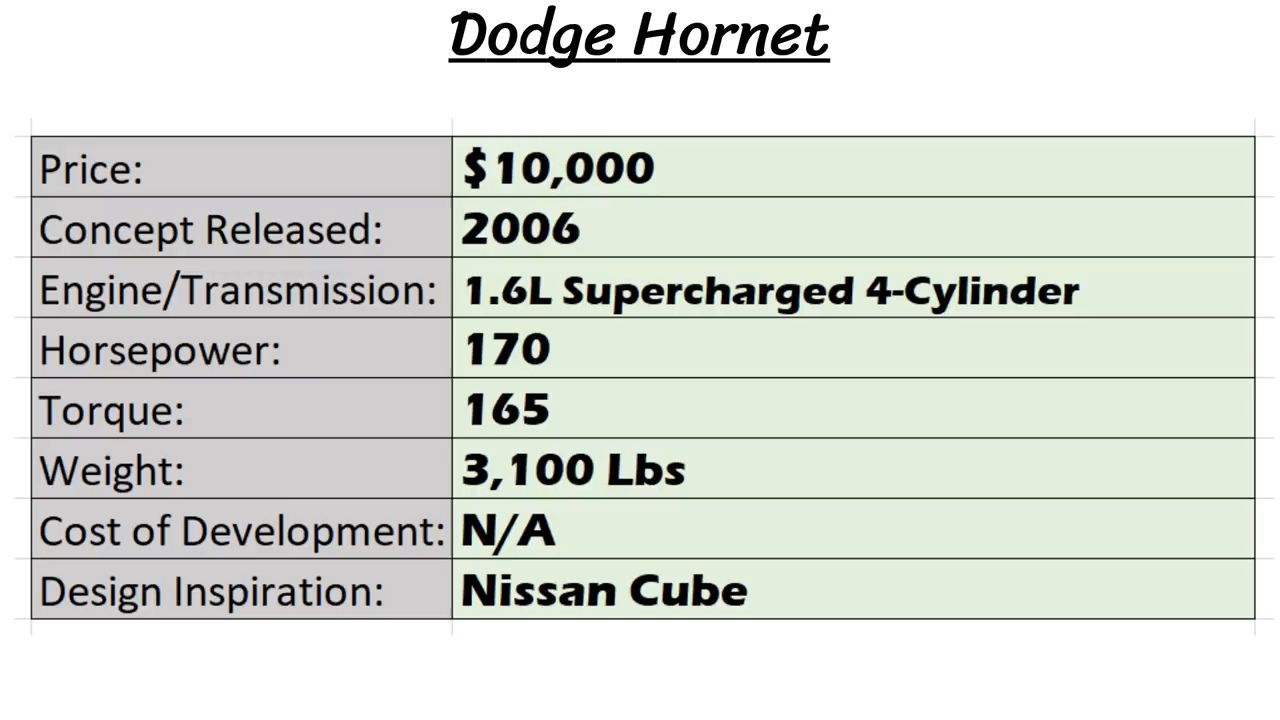 Dodge Hornet
Price: $10,000
Concept Released: 2006
Engine/Transmission: 1.6L Supercharged 4-Cylinder
Horsepower: 170
Torque: 165
Weight: 3,100 Lbs
Cost of Development: N/A
Design Inspiration: Nissan Cube